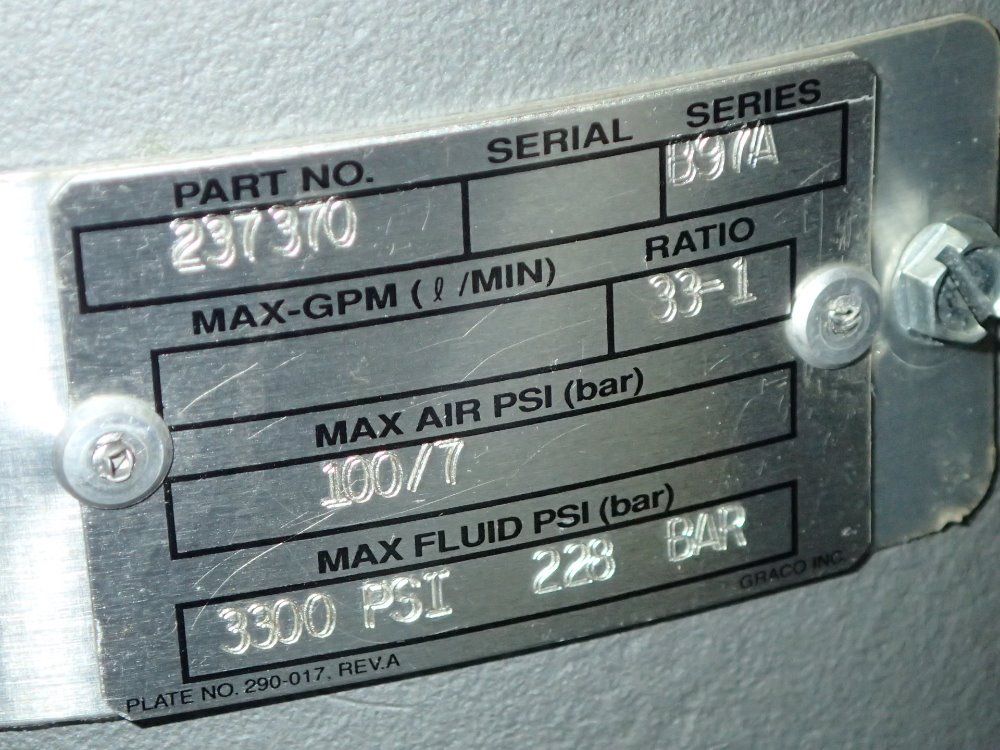 PART NO. SERIAL SERIES
237370 B97A
MAX-GPM (ℓ/MIN) RATIO
33-1
MAX AIR PSI (bar)
100/7
MAX FLUID PSI (bar)
3300 PSI 228 BAR
PLATE NO. 290-017. REV.A GRACO INC.